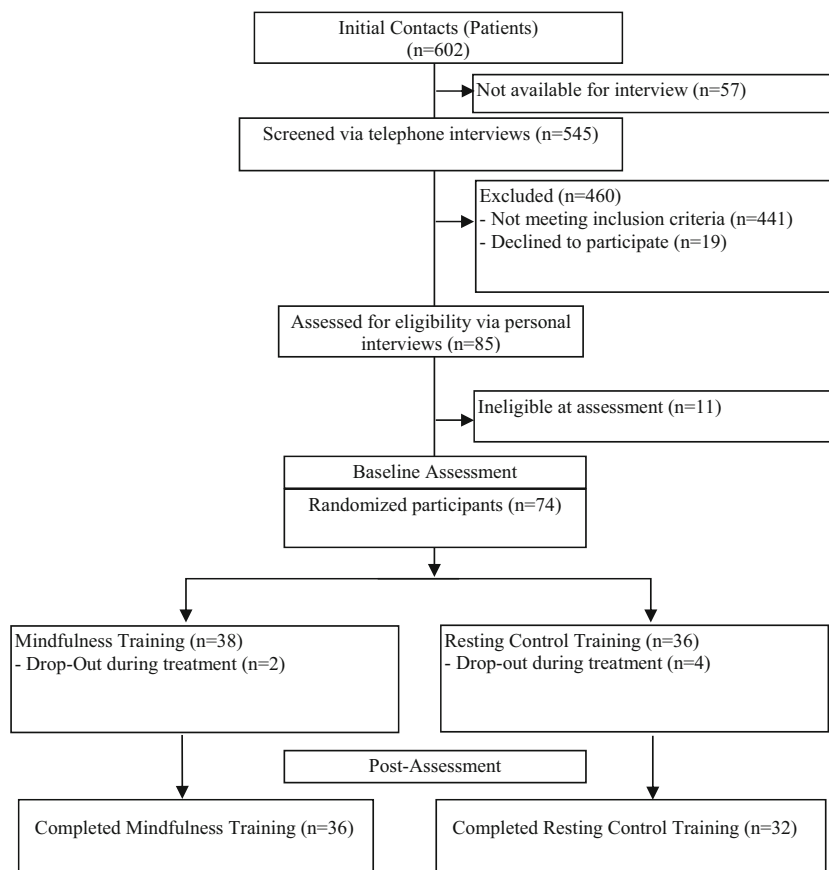 Initial Contacts (Patients)
(n=602)
Not available for interview (n=57)
Screened via telephone interviews (n=545)
Excluded (n=460)
- Not meeting inclusion criteria (n=441)
- Declined to participate (n=19)
Assessed for eligibility via personal
interviews (n=85)
Ineligible at assessment (n=11)
Baseline Assessment
Randomized participants (n=74)
Mindfulness Training (n=38)
- Drop-Out during treatment (n=2)
Resting Control Training (n=36)
- Drop-out during treatment (n=4)
Post-Assessment
Completed Mindfulness Training (n=36)
Completed Resting Control Training (n=32)